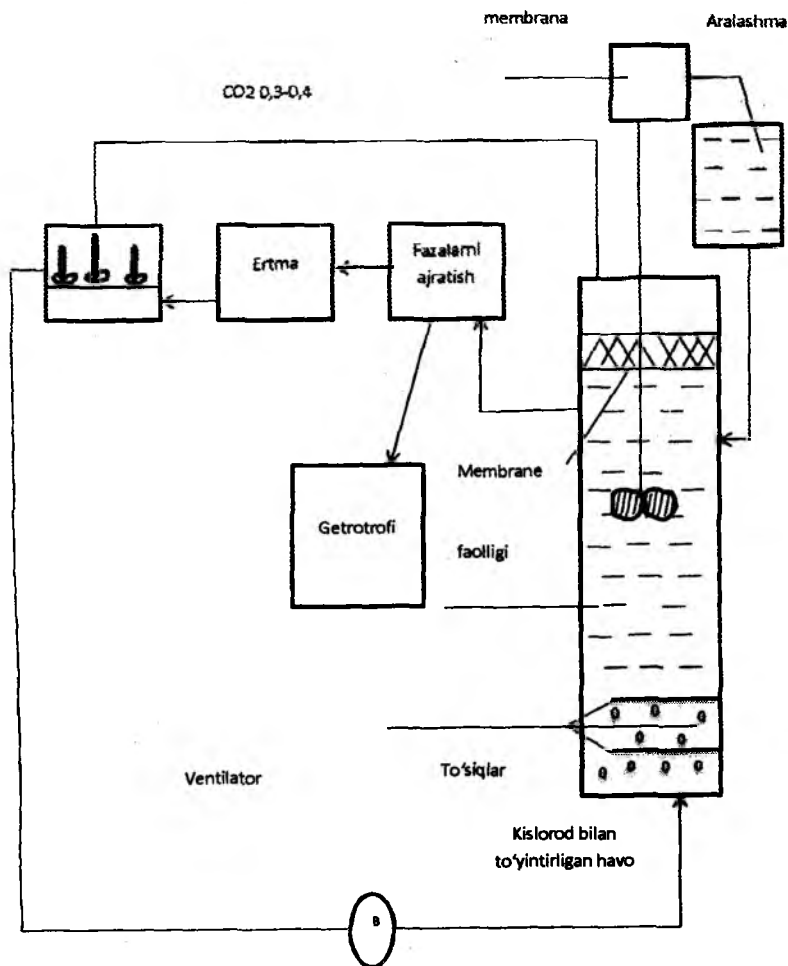 membrana
Aralashma
CO2 0,3-0,4
Ertma
Fazalarni
ajratish
Membrane
Getrotrofi
faolligi
Ventilator
To'siqlar
Kislorod bilan
to'yintirligan havo
B